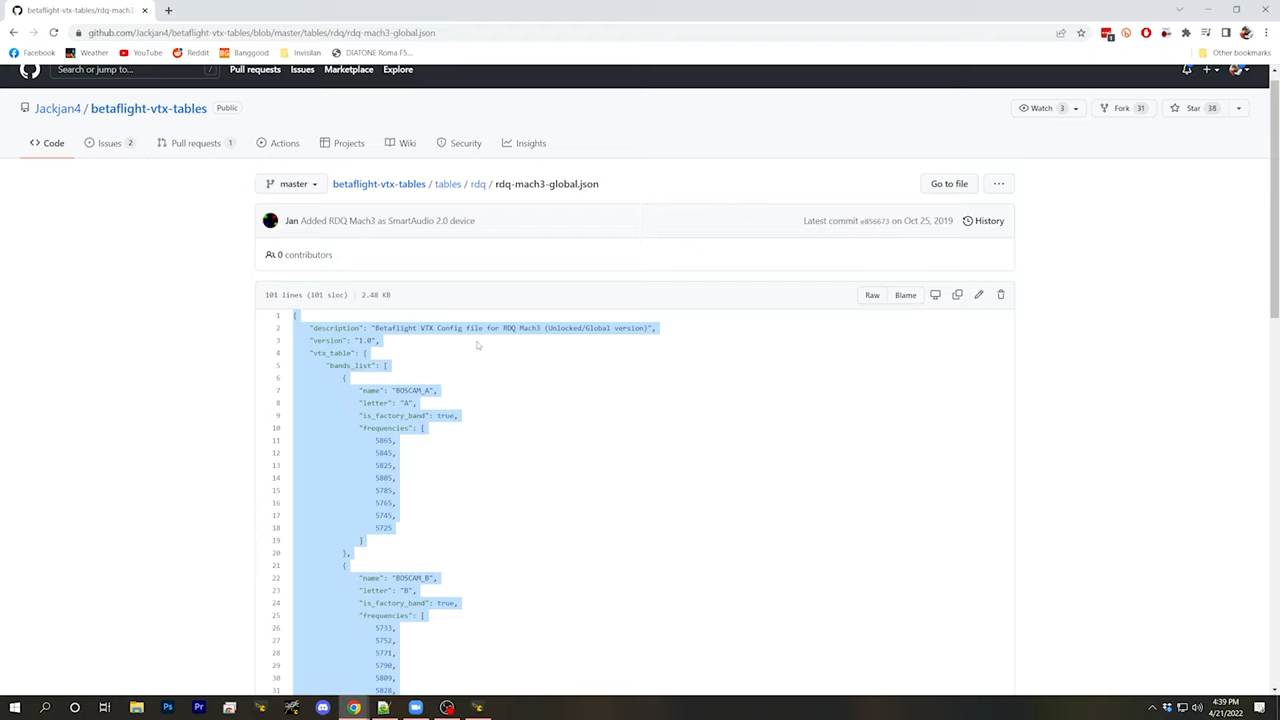 betaflight-vtx-tables/rdq-mach3
github.com/Jackjan4/betaflight-vtx-tables/blob/master/tables/rdq/rdq-mach3-global.json
Facebook Weather YouTube Reddit Banggood Invisilan DIATONE Roma F5... Other bookmarks
Search or jump to... / Pull requests Issues Marketplace Explore
Jackjan4 / betaflight-vtx-tables Public Watch 3 Fork 31 Star 38
Code Issues 2 Pull requests 1 Actions Projects Wiki Security Insights
master betaflight-vtx-tables / tables / rdq / rdq-mach3-global.json Go to file ...
Jan Added RDQ Mach3 as SmartAudio 2.0 device Latest commit e856673 on Oct 25, 2019 History
0 contributors
101 lines (101 sloc) 2.48 KB Raw Blame
1 {
2 "description": "Betaflight VTX Config file for RDQ Mach3 (Unlocked/Global version)",
3 "version": "1.0",
4 "vtx_table": {
5 "bands_list": [
6 {
7 "name": "BOSCAM_A",
8 "letter": "A",
9 "is_factory_band": true,
10 "frequencies": [
11 5865,
12 5845,
13 5825,
14 5805,
15 5785,
16 5765,
17 5745,
18 5725
19 ]
20 },
21 {
22 "name": "BOSCAM_B",
23 "letter": "B",
24 "is_factory_band": true,
25 "frequencies": [
26 5733,
27 5752,
28 5771,
29 5790,
30 5809,
31 5828,
4:39 PM
4/21/2022